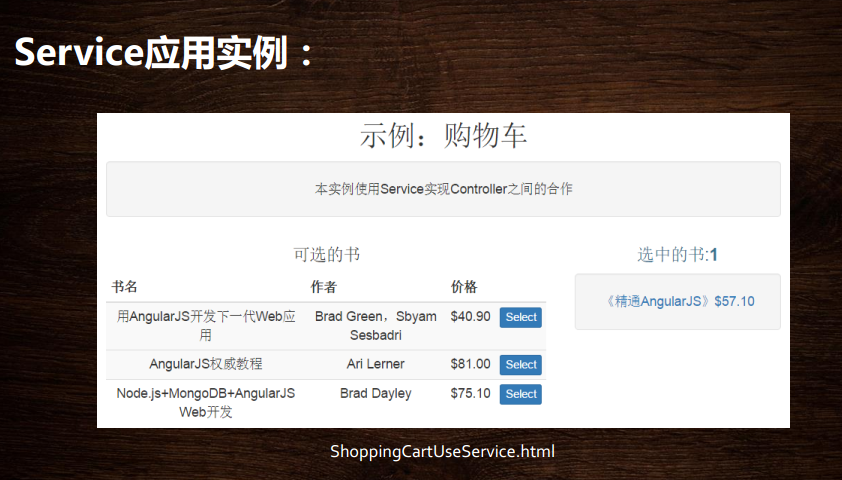 Service应用实例：
示例：购物车
本实例使用Service实现Controller之间的合作
可选的书
书名 作者 价格
用AngularJS开发下一代Web应
用
Brad Green，Sbyam
Sesbadri
$40.90 Select
AngularJS权威教程 Ari Lerner $81.00 Select
Node.js+MongoDB+AngularJS
Web开发
Brad Dayley $75.10 Select
选中的书:1
《精通AngularJS》$57.10
ShoppingCartUseService.html